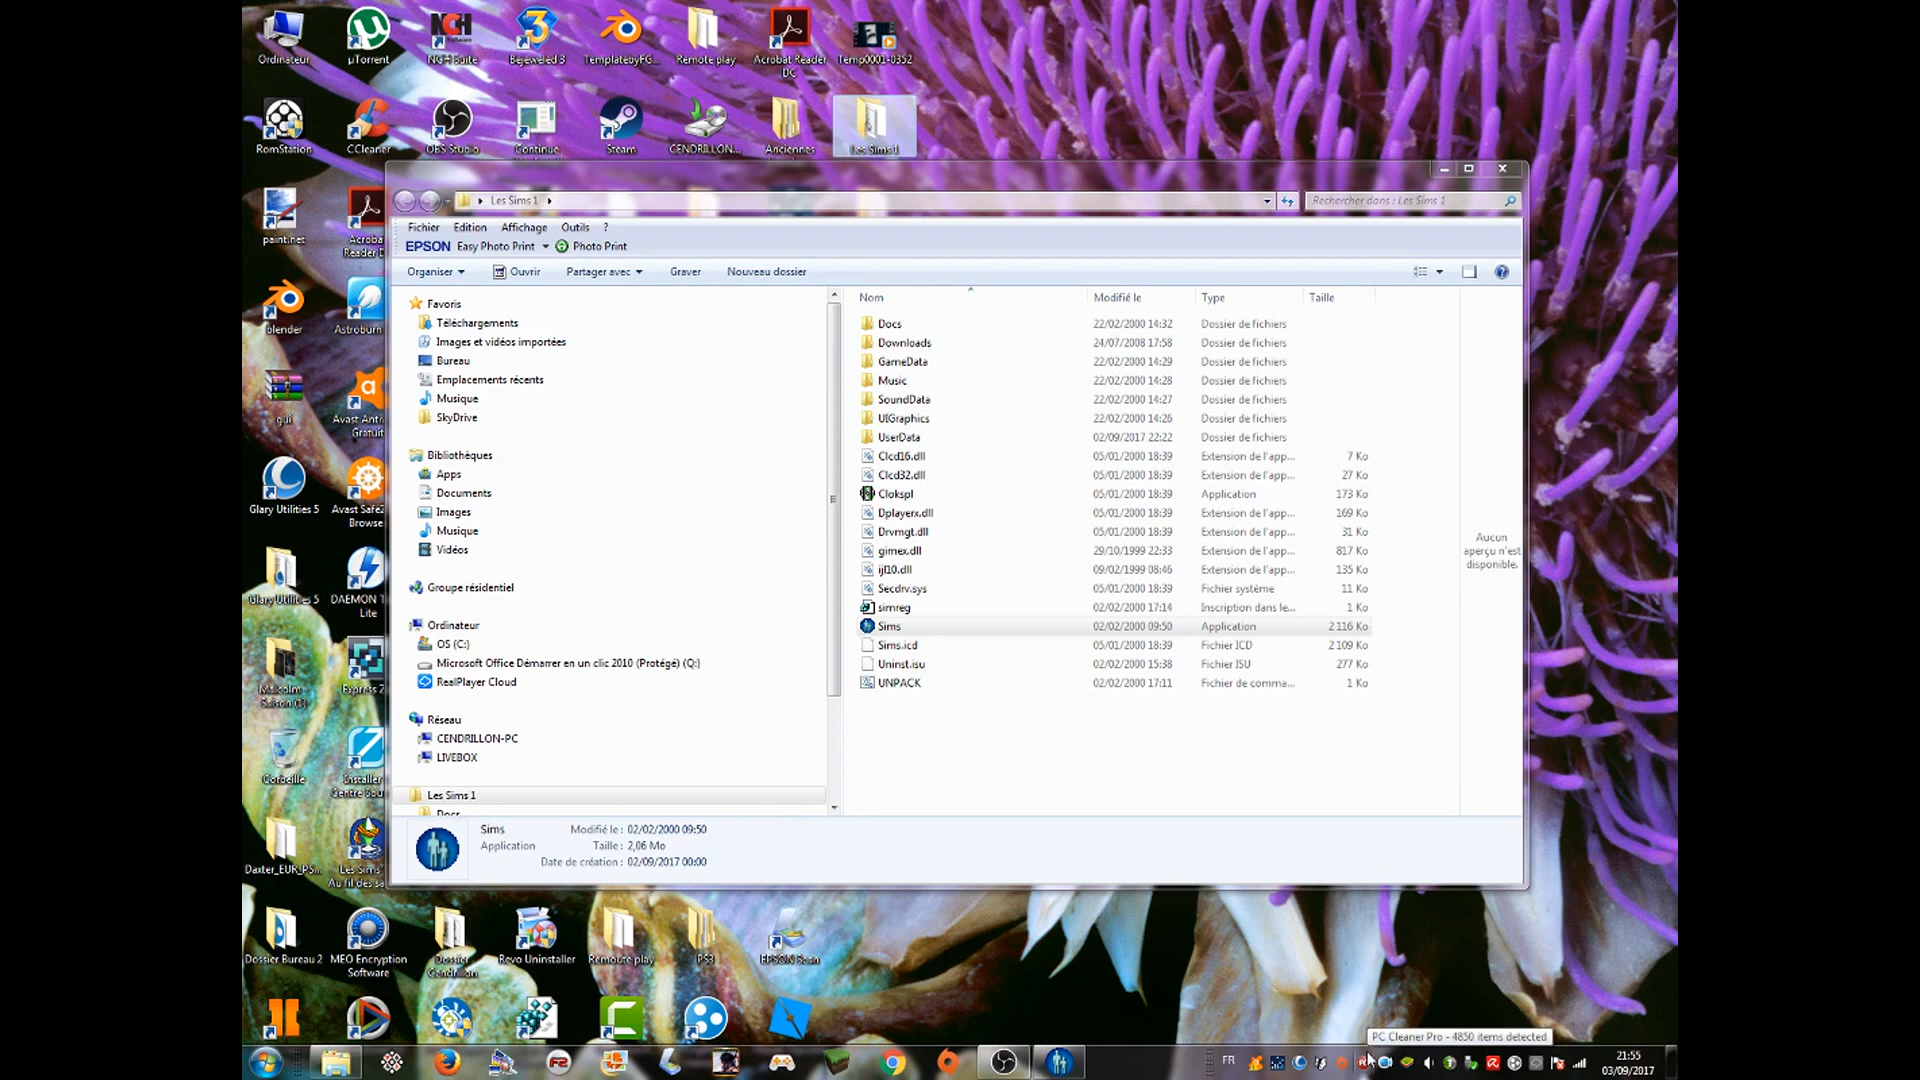 Ordinateur
µTorrent
NCH Suite
Bejeweled 3
TemplatebyFG...
Remote play
Acrobat Reader DC
Temp0001-0352
RomStation
CCleaner
OBS Studio
Continue
Steam
CENDRILLON...
Anciennes
Les Sims 1
paint.net
Acrobat Reader D
blender
Astroburn
gui
Avast Anti Gratuit
Glary Utilities 5
Avast SafeZ Browse
Glary Utilities 5
DAEMON T Lite
Malcolm Saison (3)
Express Z
Corbeille
Installer Centre Sou
Daxter_EUR_PS...
Les Sims™ Au fil des sa
Dossier Bureau 2
MEO Encryption Software
Dossier Cendrillon
Revo Uninstaller
Remoute play
PS3
EPSON Scan
Les Sims 1
Rechercher dans : Les Sims 1
Fichier Edition Affichage Outils ?
EPSON Easy Photo Print Photo Print
Organiser Ouvrir Partager avec Graver Nouveau dossier
Favoris
Téléchargements
Images et vidéos importées
Bureau
Emplacements récents
Musique
SkyDrive
Bibliothèques
Apps
Documents
Images
Musique
Vidéos
Groupe résidentiel
Ordinateur
OS (C:)
Microsoft Office Démarrer en un clic 2010 (Protégé) (Q:)
RealPlayer Cloud
Réseau
CENDRILLON-PC
LIVEBOX
Les Sims 1
Docs
Nom Modifié le Type Taille
Docs 22/02/2000 14:32 Dossier de fichiers
Downloads 24/07/2008 17:58 Dossier de fichiers
GameData 22/02/2000 14:29 Dossier de fichiers
Music 22/02/2000 14:28 Dossier de fichiers
SoundData 22/02/2000 14:27 Dossier de fichiers
UIGraphics 22/02/2000 14:26 Dossier de fichiers
UserData 02/09/2017 22:22 Dossier de fichiers
Clcd16.dll 05/01/2000 18:39 Extension de l'app... 7 Ko
Clcd32.dll 05/01/2000 18:39 Extension de l'app... 27 Ko
Clokspl 05/01/2000 18:39 Application 173 Ko
Dplayerx.dll 05/01/2000 18:39 Extension de l'app... 169 Ko
Drvmgt.dll 05/01/2000 18:39 Extension de l'app... 31 Ko
gimex.dll 29/10/1999 22:33 Extension de l'app... 817 Ko
ijl10.dll 09/02/1999 08:46 Extension de l'app... 135 Ko
Secdrv.sys 05/01/2000 18:39 Fichier système 11 Ko
simreg 02/02/2000 17:14 Inscription dans le... 1 Ko
Sims 02/02/2000 09:50 Application 2 116 Ko
Sims.icd 05/01/2000 18:39 Fichier ICD 2 109 Ko
Uninst.isu 02/02/2000 15:38 Fichier ISU 277 Ko
UNPACK 02/02/2000 17:11 Fichier de comma... 1 Ko
Aucun
aperçu n'est
disponible.
Sims Modifié le : 02/02/2000 09:50
Application Taille : 2,06 Mo
Date de création : 02/09/2017 00:00
PC Cleaner Pro - 4850 items detected
FR
21:55
03/09/2017